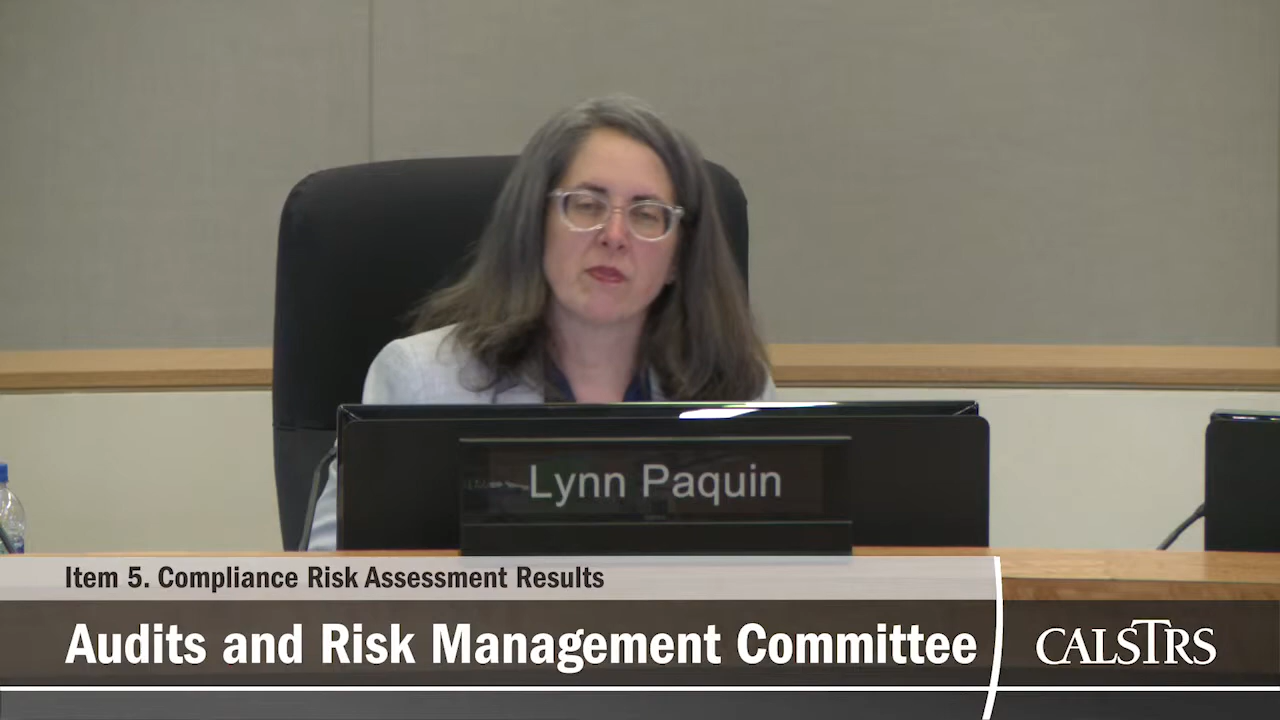 Lynn Paquin
Item 5. Compliance Risk Assessment Results
Audits and Risk Management Committee
CALSTRS